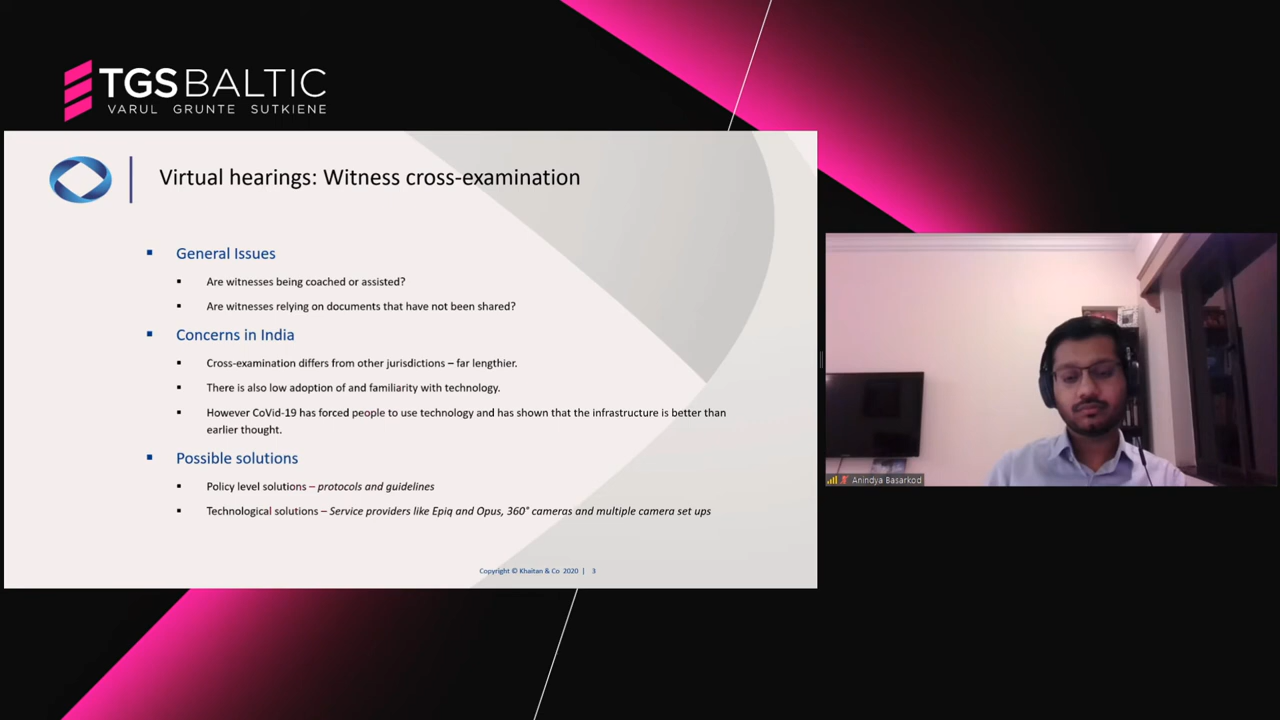 TGS BALTIC
VARUL GRUNTE SUTKIENE
Virtual hearings: Witness cross-examination
General Issues
Are witnesses being coached or assisted?
Are witnesses relying on documents that have not been shared?
Concerns in India
Cross-examination differs from other jurisdictions – far lengthier.
There is also low adoption of and familiarity with technology.
However CoVid-19 has forced people to use technology and has shown that the infrastructure is better than
earlier thought.
Possible solutions
Policy level solutions – protocols and guidelines
Technological solutions – Service providers like Epiq and Opus, 360° cameras and multiple camera set ups
Copyright © Khaitan & Co 2020 | 3
Anindya Basarkod